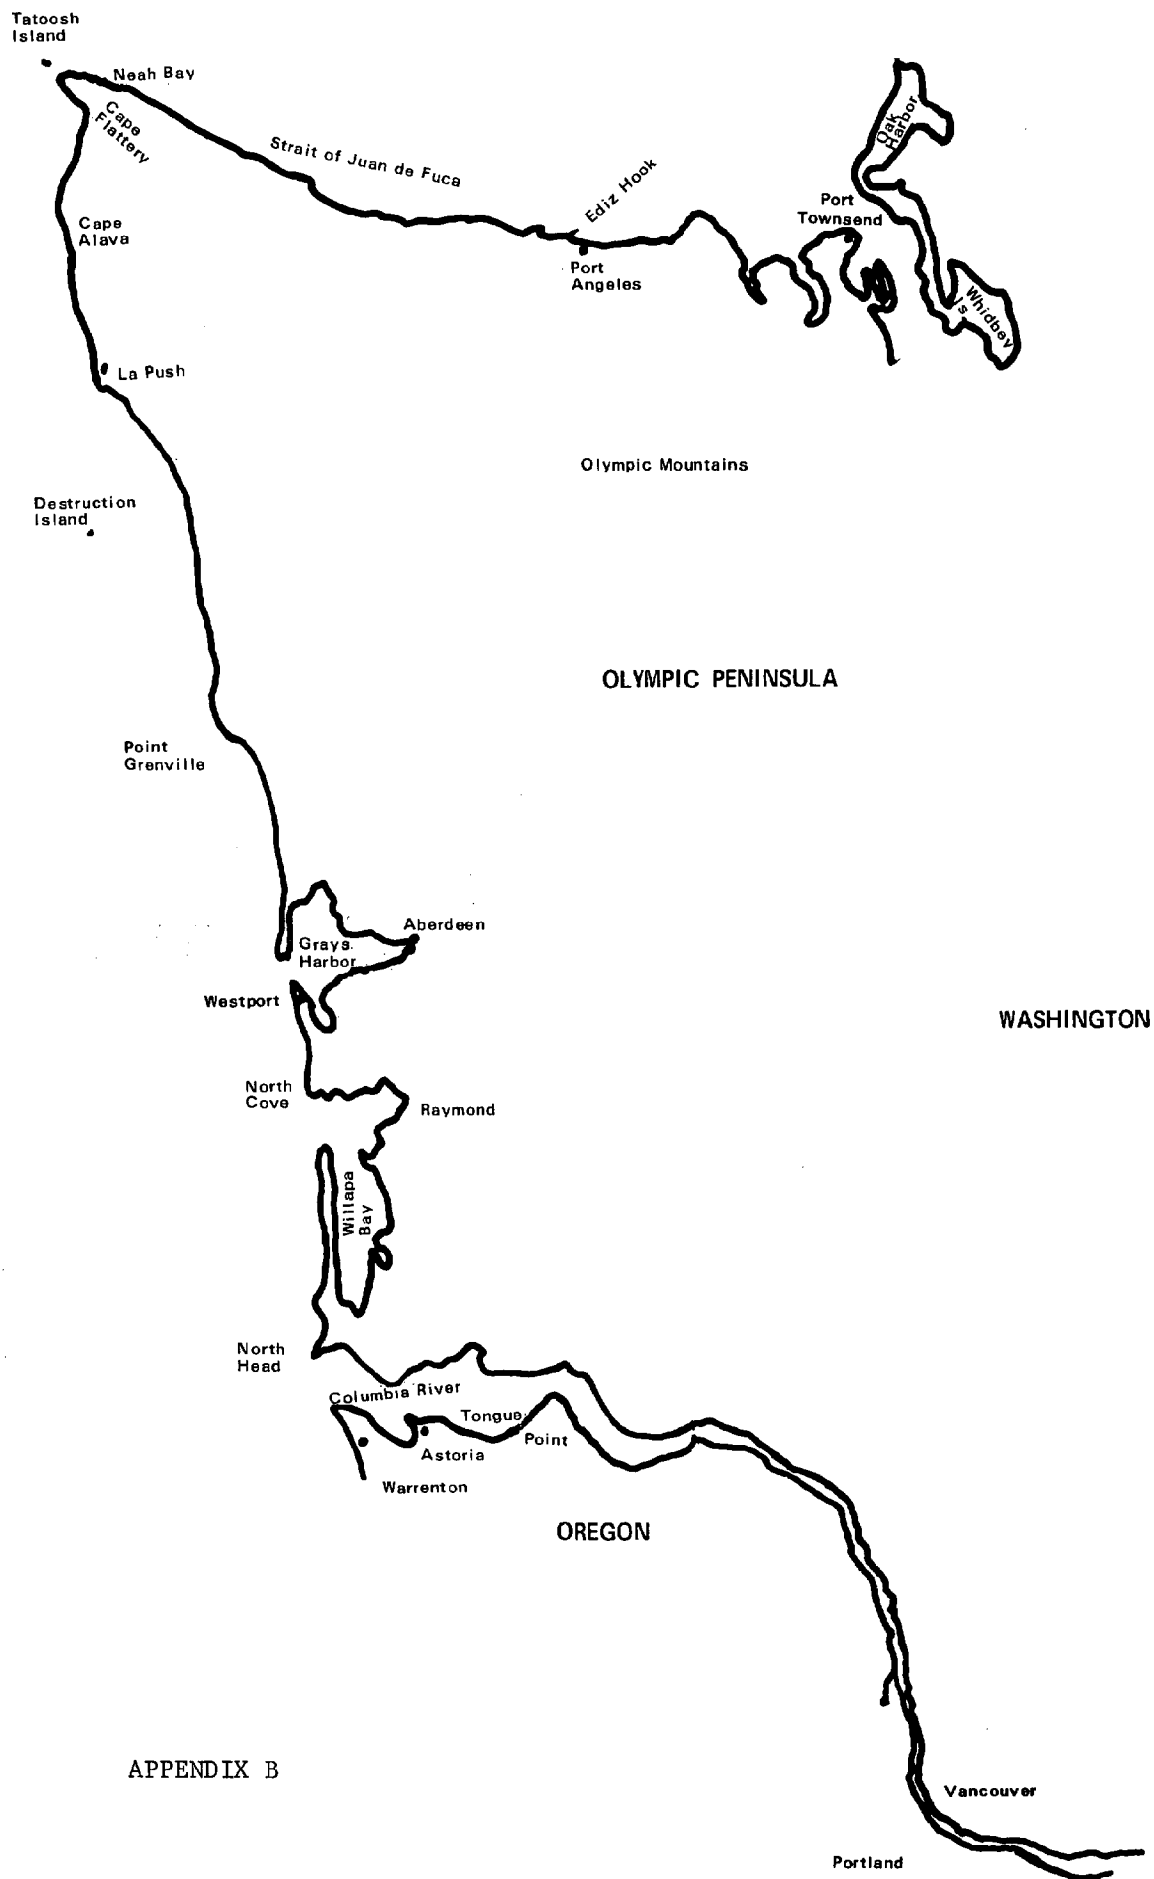 Tatoosh
Island
Neah Bay
Cape
Flattery
Strait of Juan de Fuca
Ediz Hook
Oak
Harbor
Port
Townsend
Cape
Alava
Port
Angeles
Whidbey
Is
La Push
Olympic Mountains
Destruction
Island
OLYMPIC PENINSULA
Point
Grenville
Aberdeen
Grays
Harbor
Westport
WASHINGTON
North
Cove
Raymond
Willapa
Bay
North
Head
Columbia River
Tongue
Point
Astoria
Warrenton
OREGON
APPENDIX B
Vancouver
Portland